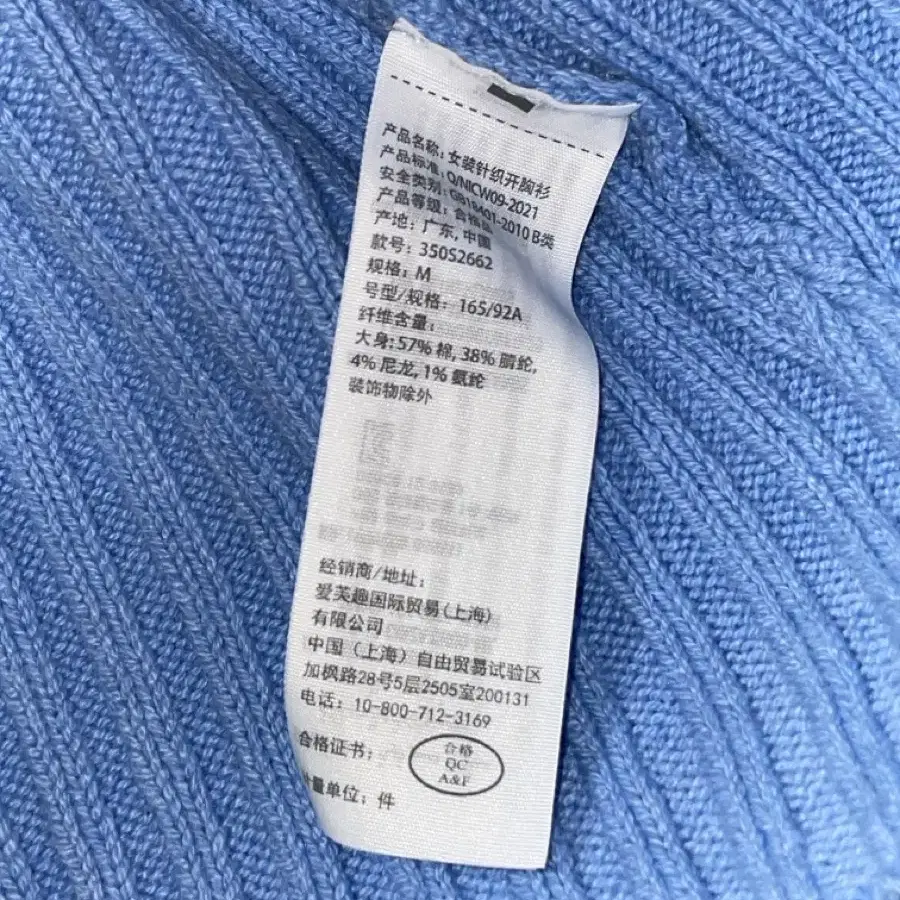 产品名称: 女装针织开胸衫
产品标准: Q/NICW09-2021
安全类别: GB18401-2010 B类
产品等级: 合格品
产地: 广东, 中国
款号: 350S2662
规格: M
号型/规格: 165/92A
纤维含量:
大身:57% 棉, 38% 腈纶,
4% 尼龙, 1% 氨纶
装饰物除外
经销商/地址:
爱芙趣国际贸易(上海)
有限公司
中国（上海）自由贸易试验区
加枫路28号5层2505室200131
电话: 10-800-712-3169
合格证书:
合格
QC
A&F
量单位: 件